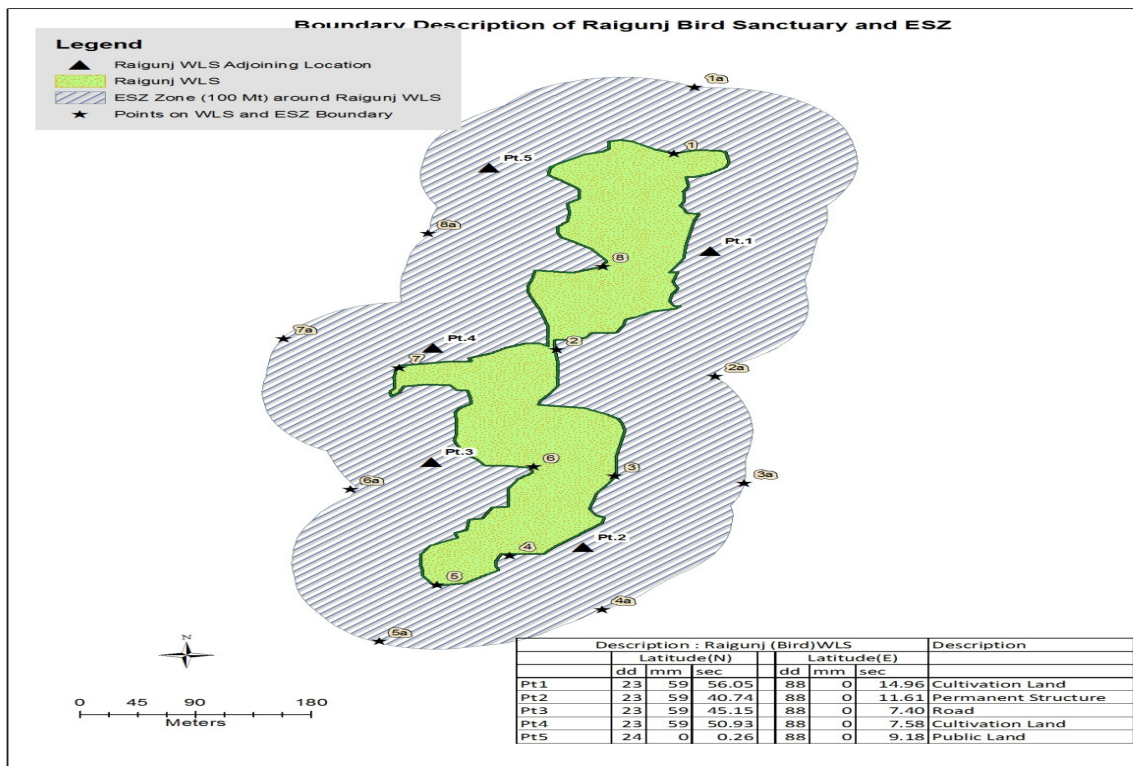 Boundary Description of Raigunj Bird Sanctuary and ESZ
Legend
Raigunj WLS Adjoining Location
Raigunj WLS
ESZ Zone (100 Mt) around Raigunj WLS
Points on WLS and ESZ Boundary
1a
1
Pt.5
8a
Pt.1
8
7a
Pt.4
2
7
2a
Pt.3
6
3
3a
6a
Pt.2
4
5
4a
5a
N
0 90 180
Meters
Description : Raigunj (Bird)WLS Description
Latitude(N) Latitude(E)
dd mm sec dd mm sec
Pt1 23 59 56.05 88 0 14.96 Cultivation Land
Pt2 23 59 40.74 88 0 11.61 Permanent Structure
Pt3 23 59 45.15 88 0 7.40 Road
Pt4 23 59 50.93 88 0 7.58 Cultivation Land
Pt5 24 0 0.26 88 0 9.18 Public Land